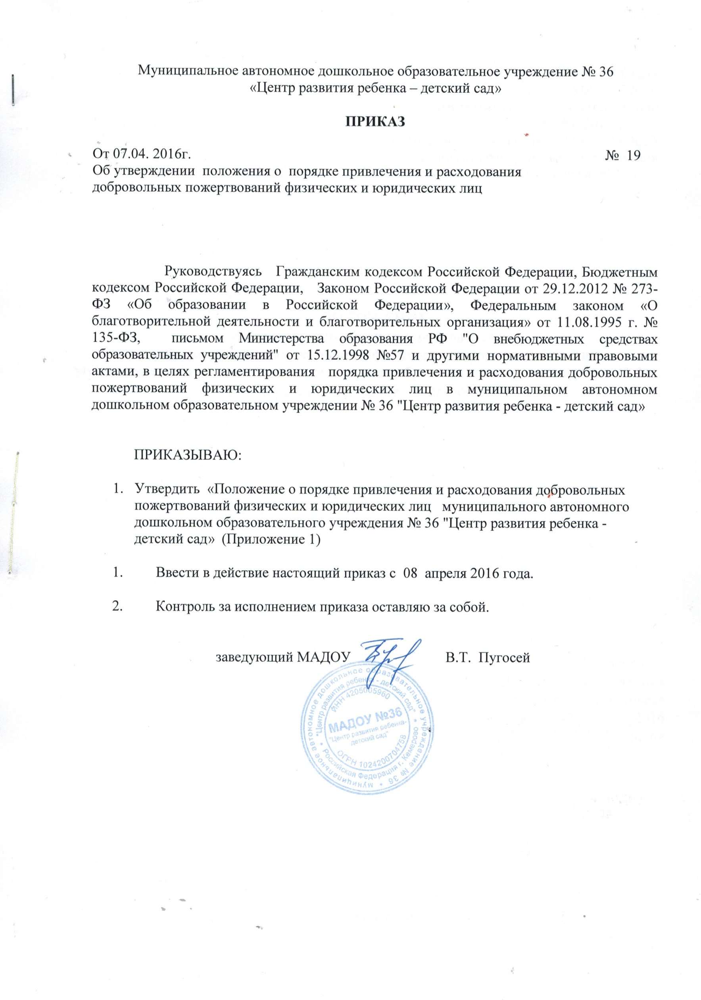 Муниципальное автономное дошкольное образовательное учреждение № 36
«Центр развития ребенка – детский сад»
ПРИКАЗ
От 07.04. 2016г. № 19
Об утверждении положения о порядке привлечения и расходования
добровольных пожертвований физических и юридических лиц
Руководствуясь Гражданским кодексом Российской Федерации, Бюджетным
кодексом Российской Федерации, Законом Российской Федерации от 29.12.2012 № 273-
ФЗ «Об образовании в Российской Федерации», Федеральным законом «О
благотворительной деятельности и благотворительных организация» от 11.08.1995 г. №
135-ФЗ, письмом Министерства образования РФ "О внебюджетных средствах
образовательных учреждений" от 15.12.1998 №57 и другими нормативными правовыми
актами, в целях регламентирования порядка привлечения и расходования добровольных
пожертвований физических и юридических лиц в муниципальном автономном
дошкольном образовательном учреждении № 36 "Центр развития ребенка - детский сад»
ПРИКАЗЫВАЮ:
1. Утвердить «Положение о порядке привлечения и расходования добровольных
пожертвований физических и юридических лиц муниципального автономного
дошкольном образовательного учреждения № 36 "Центр развития ребенка -
детский сад» (Приложение 1)
1. Ввести в действие настоящий приказ с 08 апреля 2016 года.
2. Контроль за исполнением приказа оставляю за собой.
заведующий МАДОУ В.Т. Пугосей
муниципальное автономное дошкольное образовательное учреждение № 36
"Центр развития ребенка - детский сад"
Российская Федерация г. Кемерово
ИНН 4205005960
МАДОУ №36
"Центр развития ребенка-
детский сад"
ОГРН 1024200704758